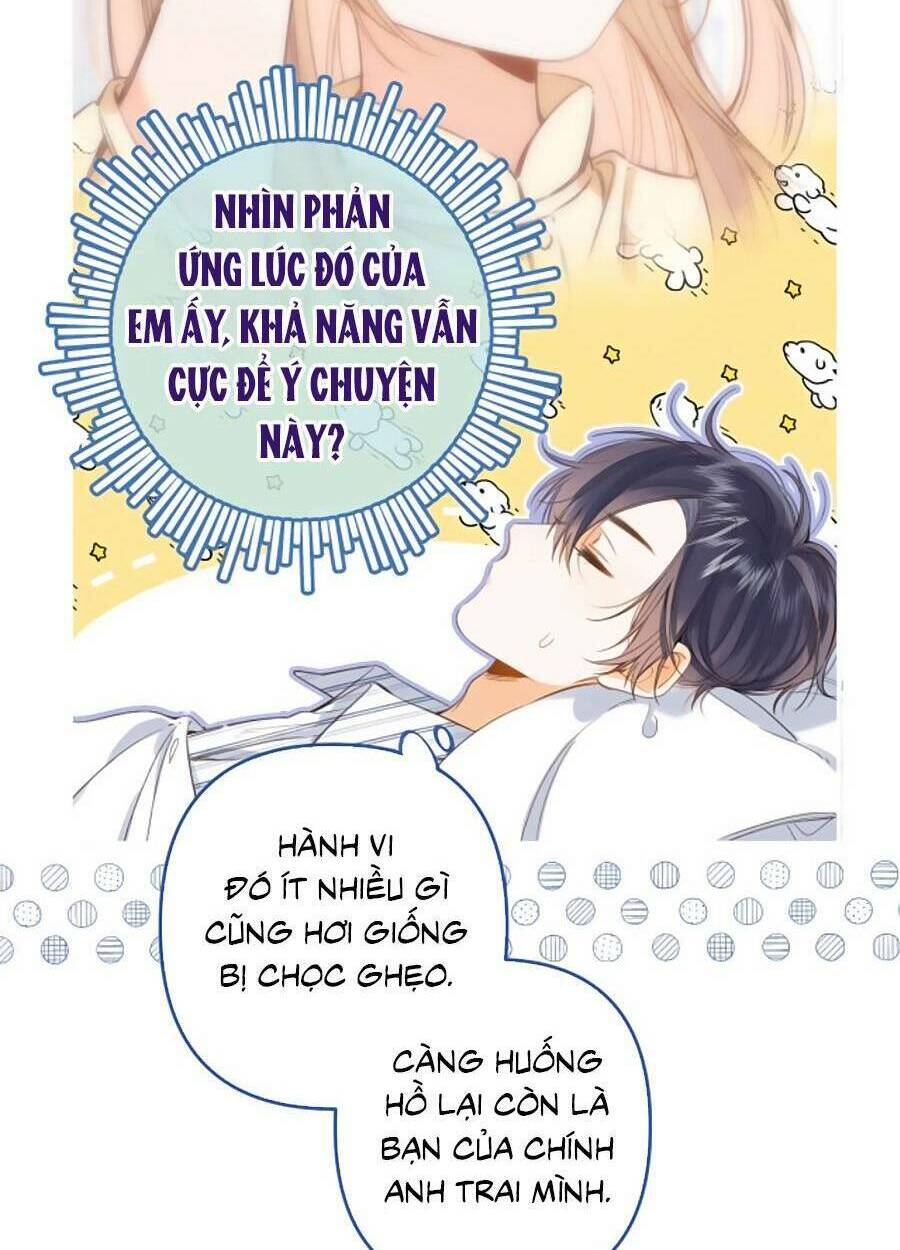 NHÌN PHẢN
ỨNG LÚC ĐÓ CỦA
EM ẤY, KHẢ NĂNG VẪN
CỰC ĐỂ Ý CHUYỆN
NÀY?
HÀNH VI
ĐÓ ÍT NHIỀU GÌ
CŨNG HƠI GIỐNG
BỊ CHỌC GHẸO.
CÀNG HUỐNG
HỒ LẠI CÒN LÀ
BẠN CỦA CHÍNH
ANH TRAI MÌNH.